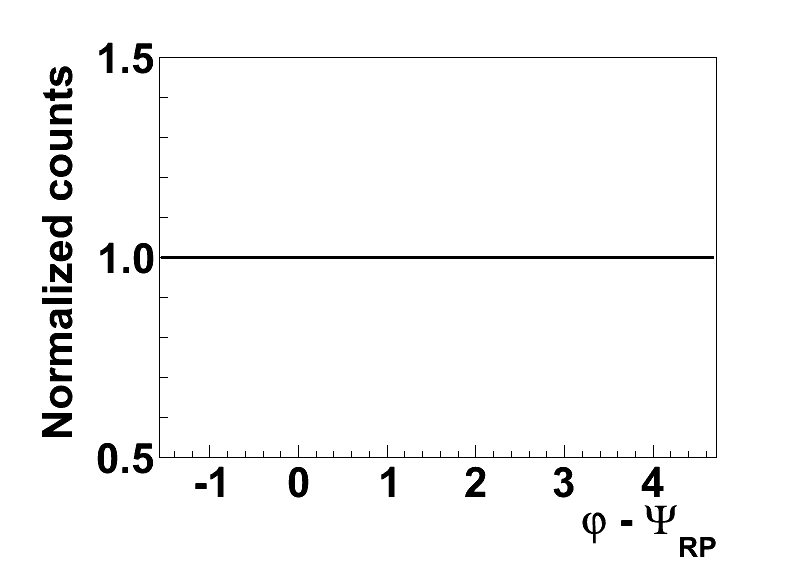 Normalized counts
1.5
1.0
0.5
-1 0 1 2 3 4
φ - Ψ_RP